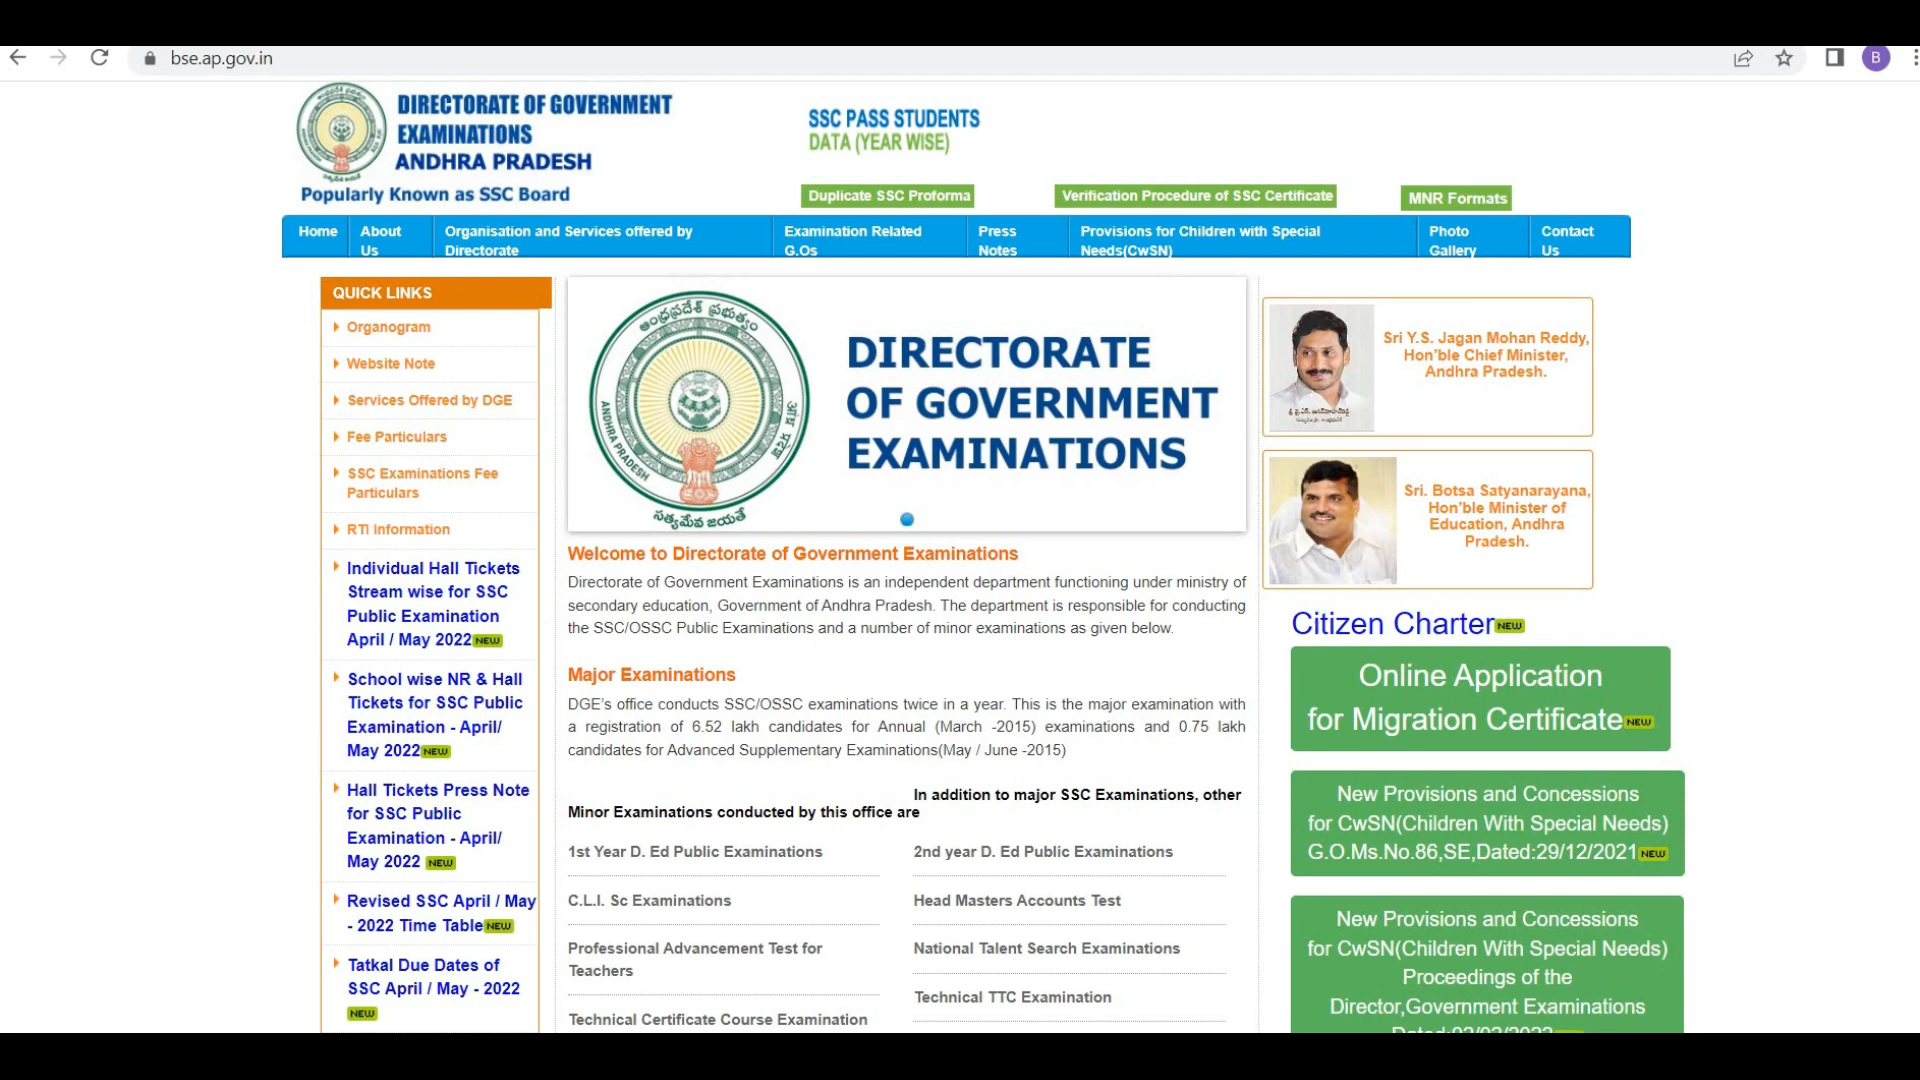 bse.ap.gov.in
B
DIRECTORATE OF GOVERNMENT
EXAMINATIONS
ANDHRA PRADESH
Popularly Known as SSC Board
SSC PASS STUDENTS
DATA (YEAR WISE)
Duplicate SSC Proforma
Verification Procedure of SSC Certificate
MNR Formats
Home
About
Us
Organisation and Services offered by
Directorate
Examination Related
G.Os
Press
Notes
Provisions for Children with Special
Needs(CwSN)
Photo
Gallery
Contact
Us
QUICK LINKS
Organogram
Website Note
Services Offered by DGE
Fee Particulars
SSC Examinations Fee
Particulars
RTI Information
Individual Hall Tickets
Stream wise for SSC
Public Examination
April / May 2022 NEW
School wise NR & Hall
Tickets for SSC Public
Examination - April/
May 2022 NEW
Hall Tickets Press Note
for SSC Public
Examination - April/
May 2022 NEW
Revised SSC April / May
- 2022 Time Table NEW
Tatkal Due Dates of
SSC April / May - 2022
NEW
ఆంధ్రప్రదేశ్ ప్రభుత్వం
ANDHRA PRADESH
आंध्र प्रदेश
సత్యమేవ జయతే
DIRECTORATE
OF GOVERNMENT
EXAMINATIONS
Welcome to Directorate of Government Examinations
Directorate of Government Examinations is an independent department functioning under ministry of
secondary education, Government of Andhra Pradesh. The department is responsible for conducting
the SSC/OSSC Public Examinations and a number of minor examinations as given below.
Major Examinations
DGE's office conducts SSC/OSSC examinations twice in a year. This is the major examination with
a registration of 6.52 lakh candidates for Annual (March -2015) examinations and 0.75 lakh
candidates for Advanced Supplementary Examinations(May / June -2015)
In addition to major SSC Examinations, other
Minor Examinations conducted by this office are
1st Year D. Ed Public Examinations
2nd year D. Ed Public Examinations
C.L.I. Sc Examinations
Head Masters Accounts Test
Professional Advancement Test for
Teachers
National Talent Search Examinations
Technical TTC Examination
Technical Certificate Course Examination
Sri Y.S. Jagan Mohan Reddy,
Hon'ble Chief Minister,
Andhra Pradesh.
Sri. Botsa Satyanarayana,
Hon'ble Minister of
Education, Andhra
Pradesh.
Citizen Charter NEW
Online Application
for Migration Certificate NEW
New Provisions and Concessions
for CwSN(Children With Special Needs)
G.O.Ms.No.86,SE,Dated:29/12/2021 NEW
New Provisions and Concessions
for CwSN(Children With Special Needs)
Proceedings of the
Director,Government Examinations